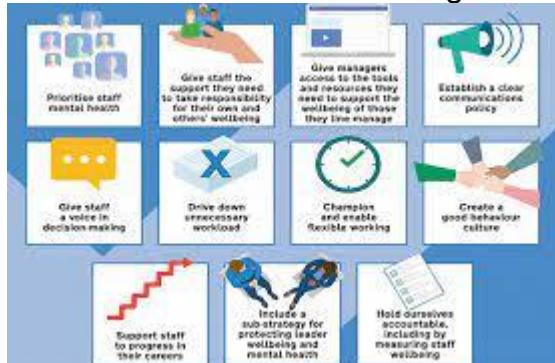 Prioritise staff
mental health
Give staff the
support they need
to take responsibility
for their own and
others' wellbeing
Give managers
access to the tools
and resources they
need to support the
wellbeing of those
they line manage
Establish a clear
communications
policy
Give staff
a voice in
decision-making
Drive down
unnecessary
workload
Champion
and enable
flexible working
Create a
good behaviour
culture
Support staff
to progress in
their careers
Include a
sub-strategy for
protecting leader
wellbeing and
mental health
Hold ourselves
accountable,
including by
measuring staff
wellbeing